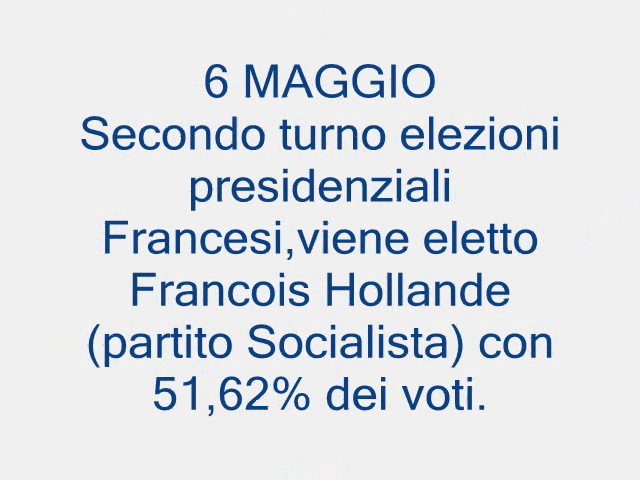 6 MAGGIO
Secondo turno elezioni
presidenziali
Francesi,viene eletto
Francois Hollande
(partito Socialista) con
51,62% dei voti.